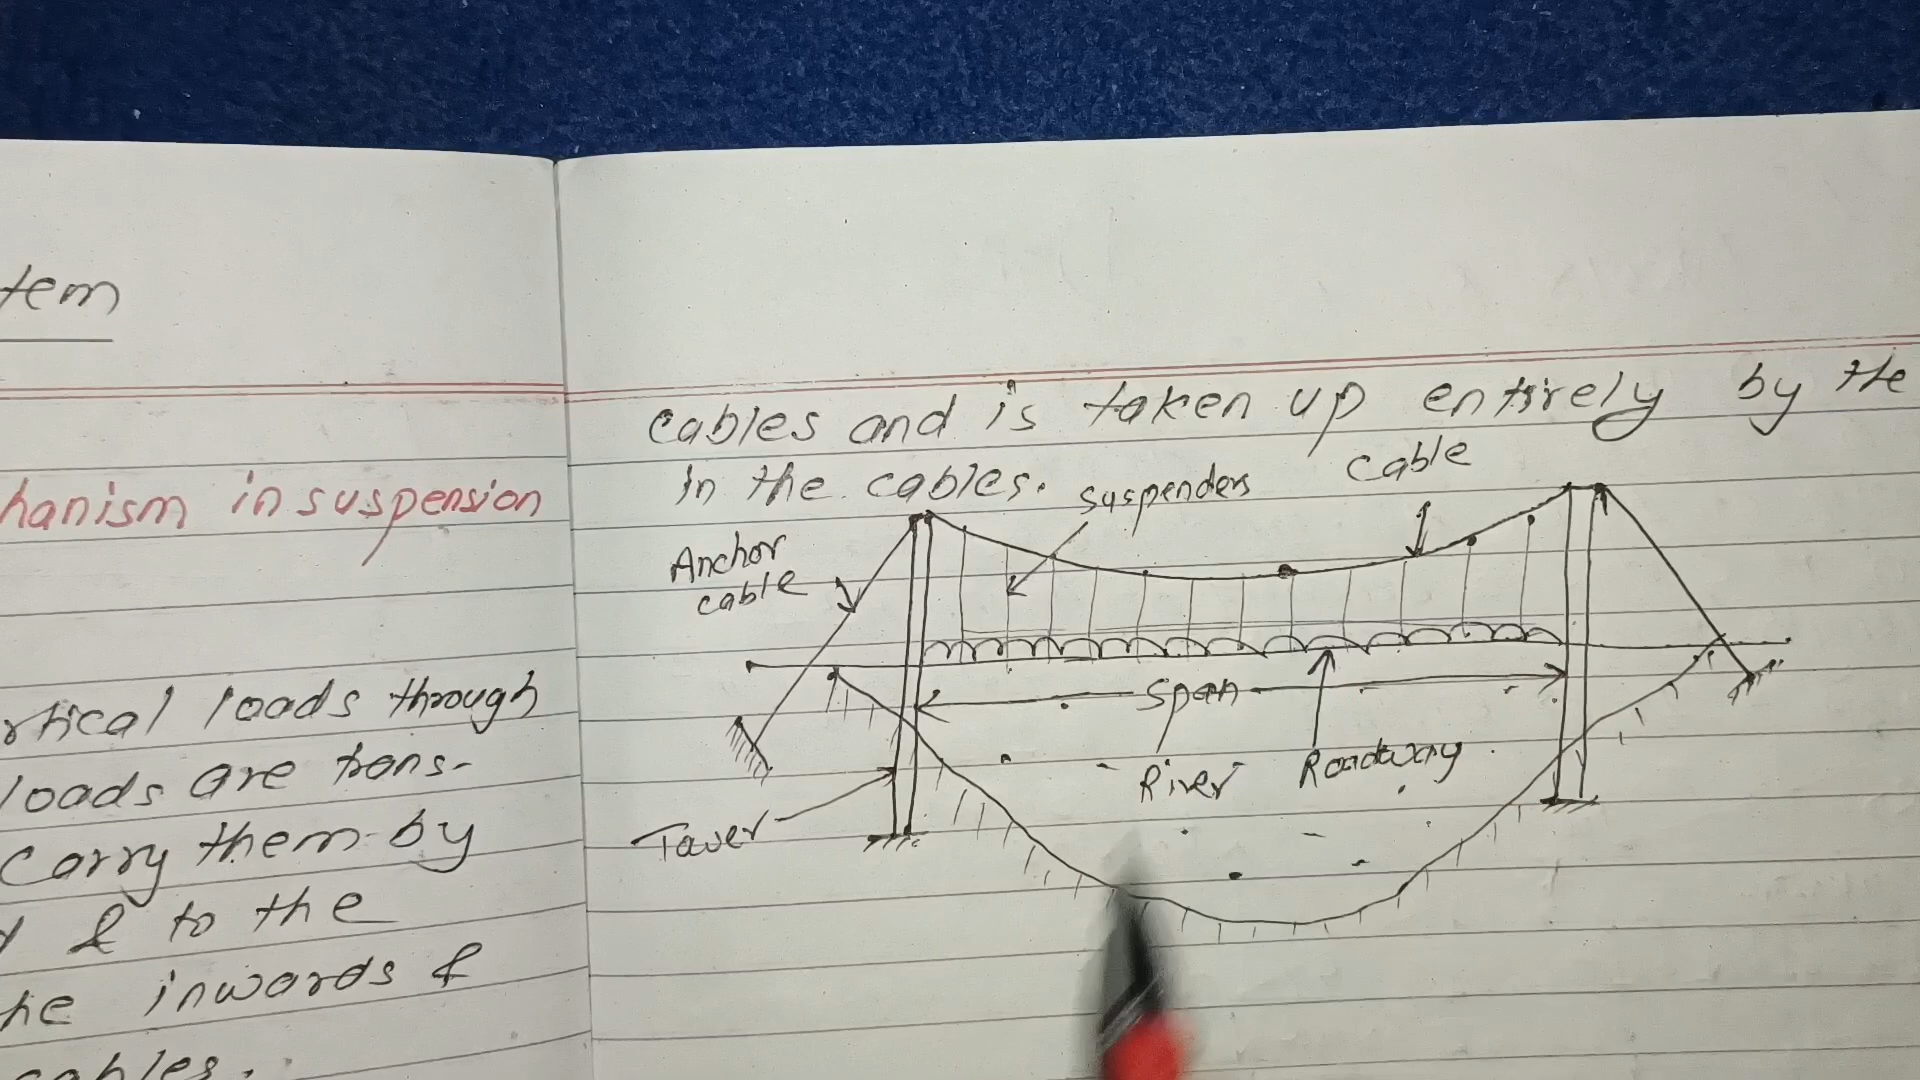 tem
hanism in suspension
rtical loads through
loads are trans-
carry them by
& to the
he inwards &
cables.
cables and is taken up entirely by the
in the cables.
suspenders
cable
Anchor
cable
Span
River
Roadway
Tower